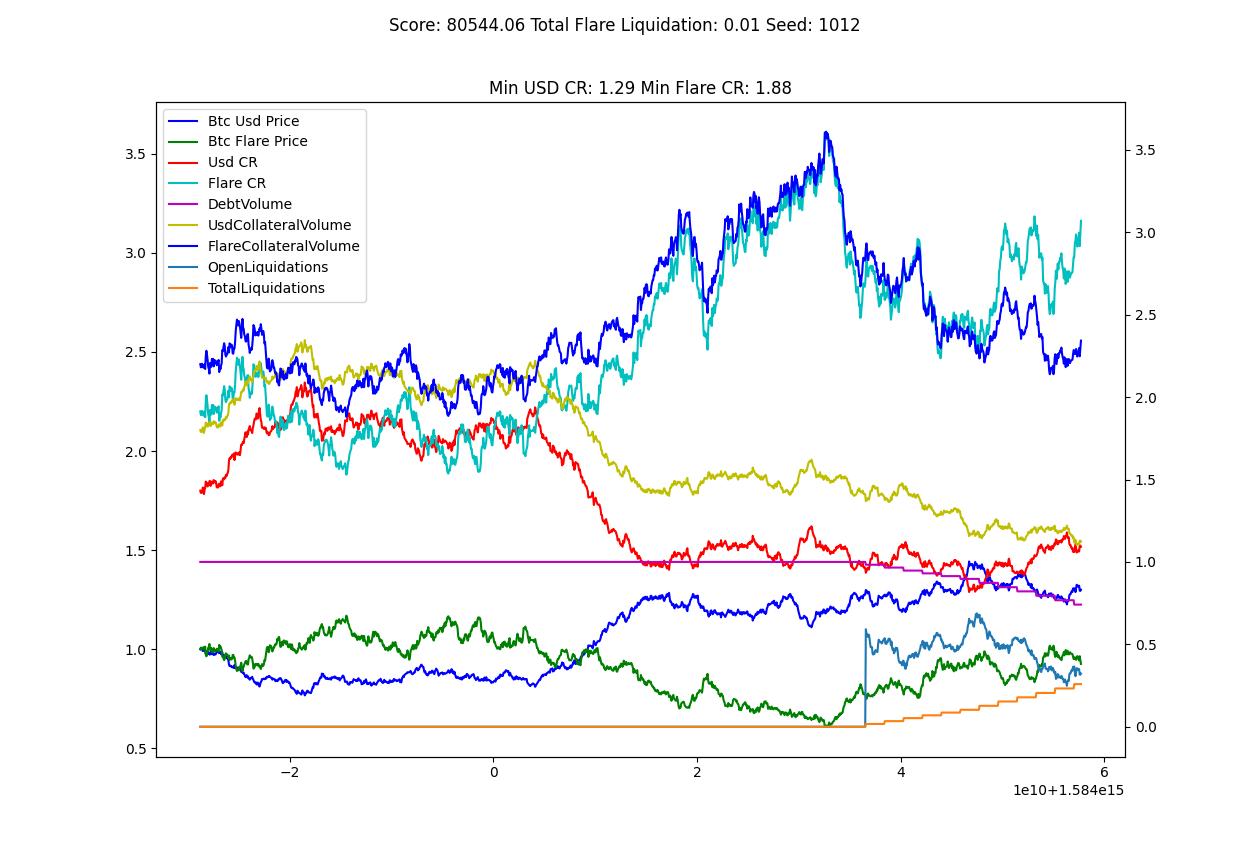 Score: 80544.06 Total Flare Liquidation: 0.01 Seed: 1012
Min USD CR: 1.29 Min Flare CR: 1.88
Btc Usd Price
Btc Flare Price
Usd CR
Flare CR
DebtVolume
UsdCollateralVolume
FlareCollateralVolume
OpenLiquidations
TotalLiquidations
3.5
3.0
2.5
2.0
1.5
1.0
0.5
3.5
3.0
2.5
2.0
1.5
1.0
0.5
0.0
−2 0 2 4 6
1e10+1.584e15